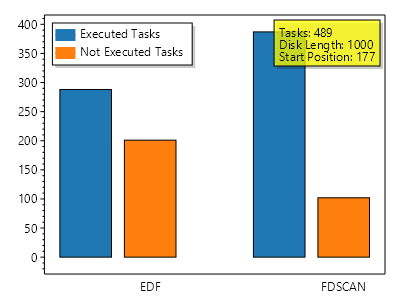 Executed Tasks
Not Executed Tasks
Tasks: 489
Disk Length: 1000
Start Position: 177
400
350
300
250
200
150
100
50
0
EDF
FDSCAN